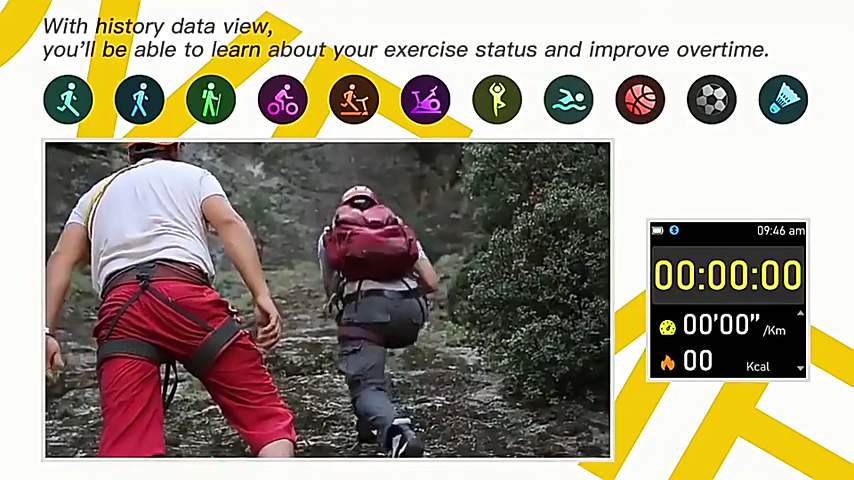 With history data view,
you'll be able to learn about your exercise status and improve overtime.
09:46 am
00:00:00
00'00" /Km
00 Kcal